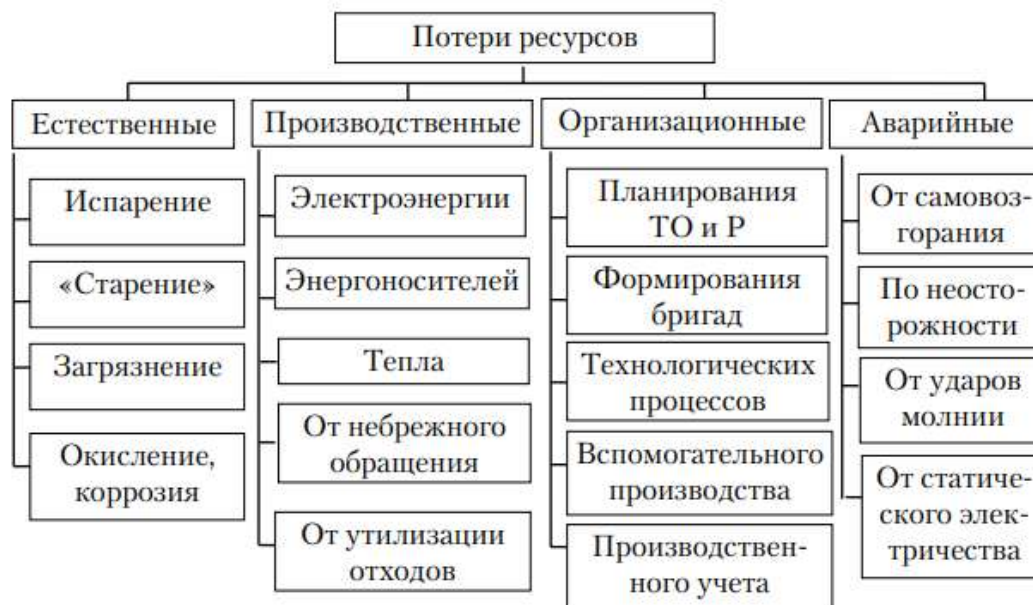 Потери ресурсов
Естественные
Производственные
Организационные
Аварийные
Испарение
«Старение»
Загрязнение
Окисление,
коррозия
Электроэнергии
Энергоносителей
Тепла
От небрежного
обращения
От утилизации
отходов
Планирования
ТО и Р
Формирования
бригад
Технологических
процессов
Вспомогательного
производства
Производствен-
ного учета
От самовоз-
горания
По неосто-
рожности
От ударов
молнии
От статиче-
ского элек-
тричества